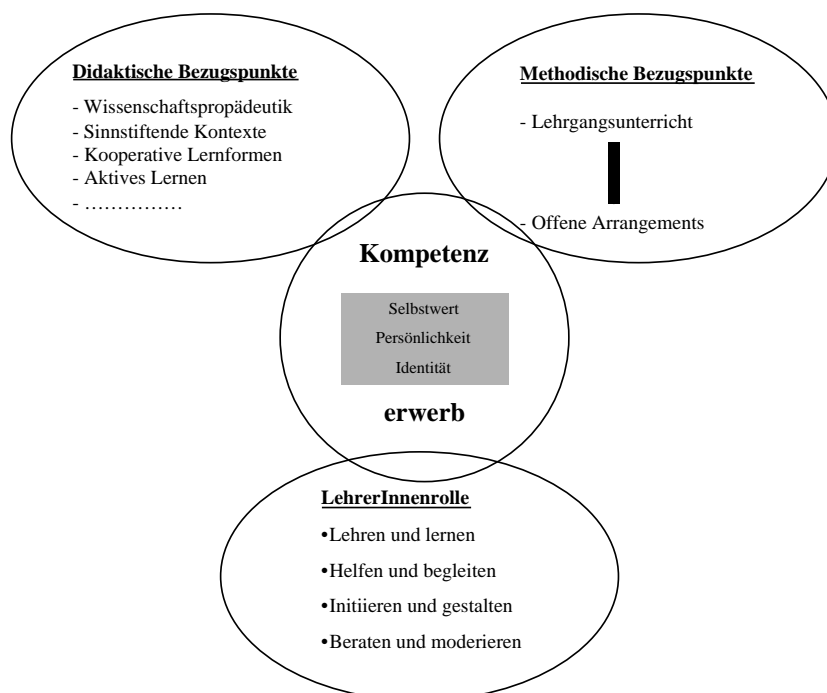 Didaktische Bezugspunkte
- Wissenschaftspropädeutik
- Sinnstiftende Kontexte
- Kooperative Lernformen
- Aktives Lernen
- ……………
Methodische Bezugspunkte
- Lehrgangsunterricht
- Offene Arrangements
Kompetenz
Selbstwert
Persönlichkeit
Identität
erwerb
LehrerInnenrolle
•Lehren und lernen
•Helfen und begleiten
•Initiieren und gestalten
•Beraten und moderieren